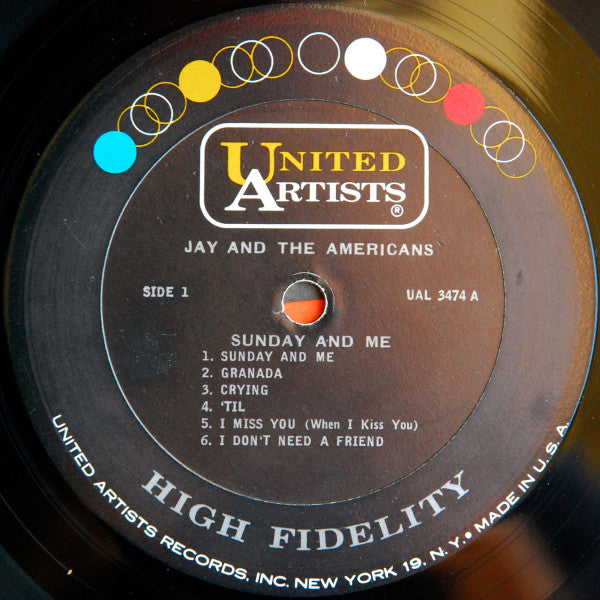 UNITED
ARTISTS®
JAY AND THE AMERICANS
SIDE 1
UAL 3474 A
SUNDAY AND ME
1. SUNDAY AND ME
2. GRANADA
3. CRYING
4. 'TIL
5. I MISS YOU (When I Kiss You)
6. I DON'T NEED A FRIEND
HIGH FIDELITY
UNITED ARTISTS RECORDS, INC. NEW YORK 19, N.Y. • MADE IN U.S.A.